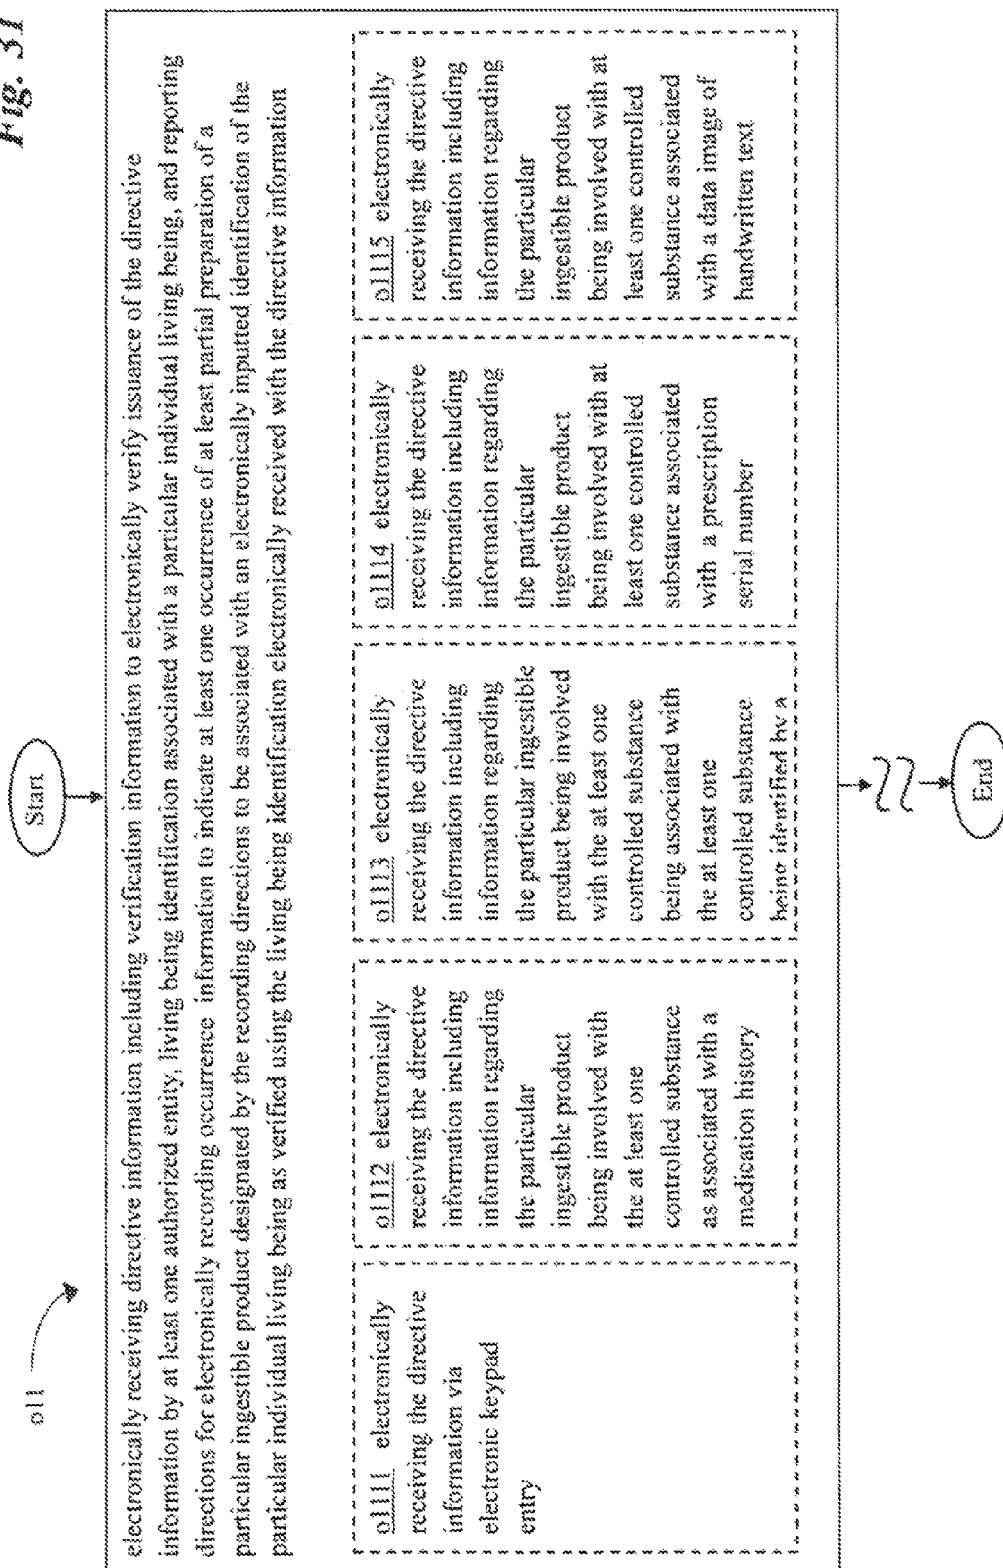 Fig. 31
Start
o11
electronically receiving directive information including verification information to electronically verify issuance of the directive
information by at least one authorized entity, living being identification associated with a particular individual living being, and reporting
directions for electronically recording occurrence information to indicate at least one occurrence of at least partial preparation of a
particular ingestible product designated by the recording directions to be associated with an electronically inputted identification of the
particular individual living being as verified using the living being identification electronically received with the directive information
o1111 electronically
receiving the directive
information via
electronic keypad
entry
o1112 electronically
receiving the directive
information including
information regarding
the particular
ingestible product
being involved with
the at least one
controlled substance
as associated with a
medication history
o1113 electronically
receiving the directive
information including
information regarding
the particular ingestible
product being involved
with the at least one
controlled substance
being associated with
the at least one
controlled substance
being identified by a
o1114 electronically
receiving the directive
information including
information regarding
the particular
ingestible product
being involved with at
least one controlled
substance associated
with a prescription
serial number
o1115 electronically
receiving the directive
information including
information regarding
the particular
ingestible product
being involved with at
least one controlled
substance associated
with a data image of
handwritten text
End